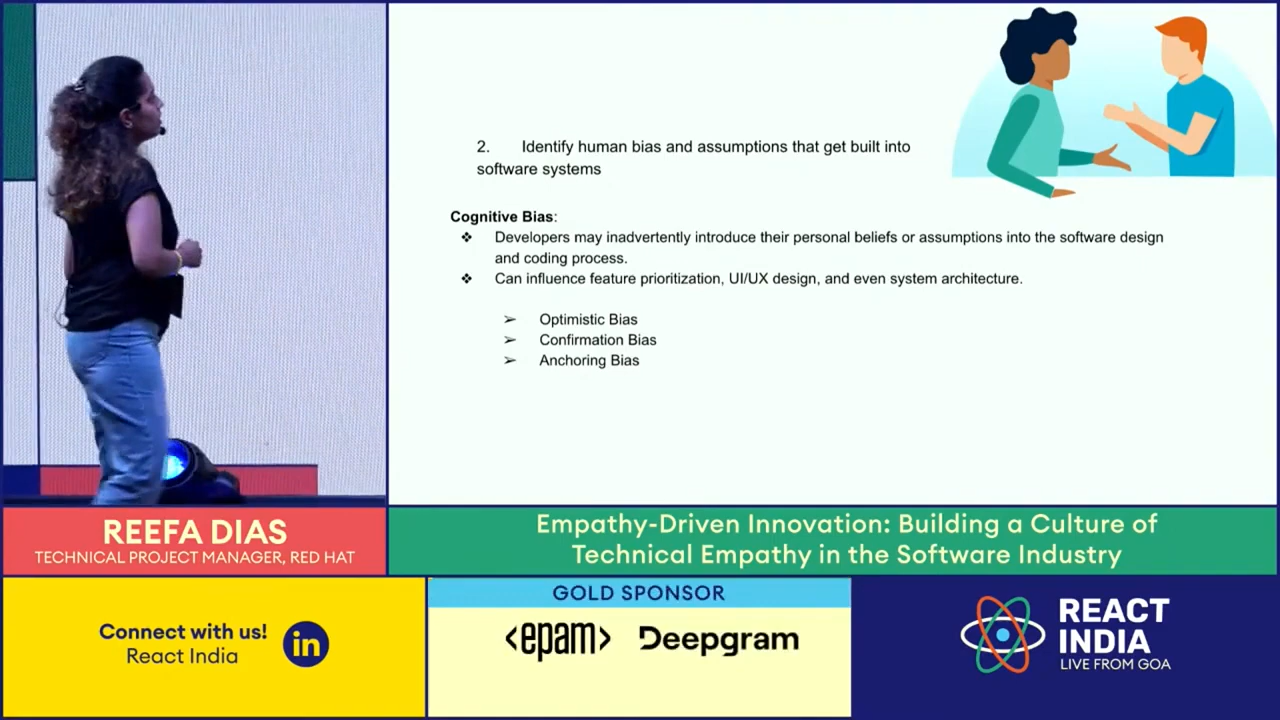 2. Identify human bias and assumptions that get built into
software systems
Cognitive Bias:
❖ Developers may inadvertently introduce their personal beliefs or assumptions into the software design
and coding process.
❖ Can influence feature prioritization, UI/UX design, and even system architecture.
➢ Optimistic Bias
➢ Confirmation Bias
➢ Anchoring Bias
REEFA DIAS
TECHNICAL PROJECT MANAGER, RED HAT
Empathy-Driven Innovation: Building a Culture of
Technical Empathy in the Software Industry
Connect with us!
React India
in
GOLD SPONSOR
<epam> Deepgram
REACT
INDIA
LIVE FROM GOA